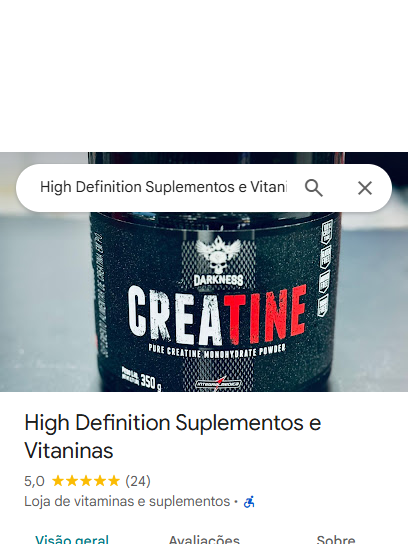 High Definition Suplementos e Vitani
DARKNESS
CREATINE
PURE CREATINE MONOHYDRATE POWDER
350 g
INTEGRALMEDICA
High Definition Suplementos e
Vitaninas
5,0 (24)
Loja de vitaminas e suplementos ·
Visão geral Avaliações Sobre